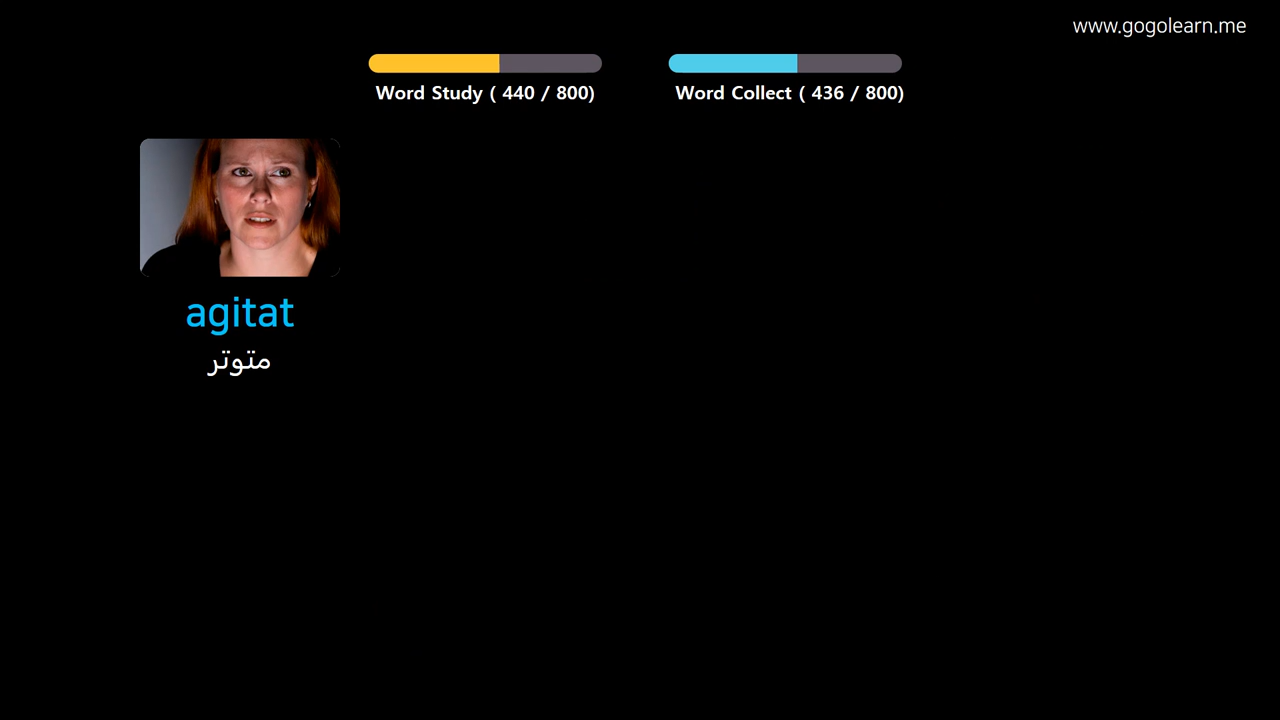 www.gogolearn.me
Word Study ( 440 / 800)
Word Collect ( 436 / 800)
agitat
متوتر